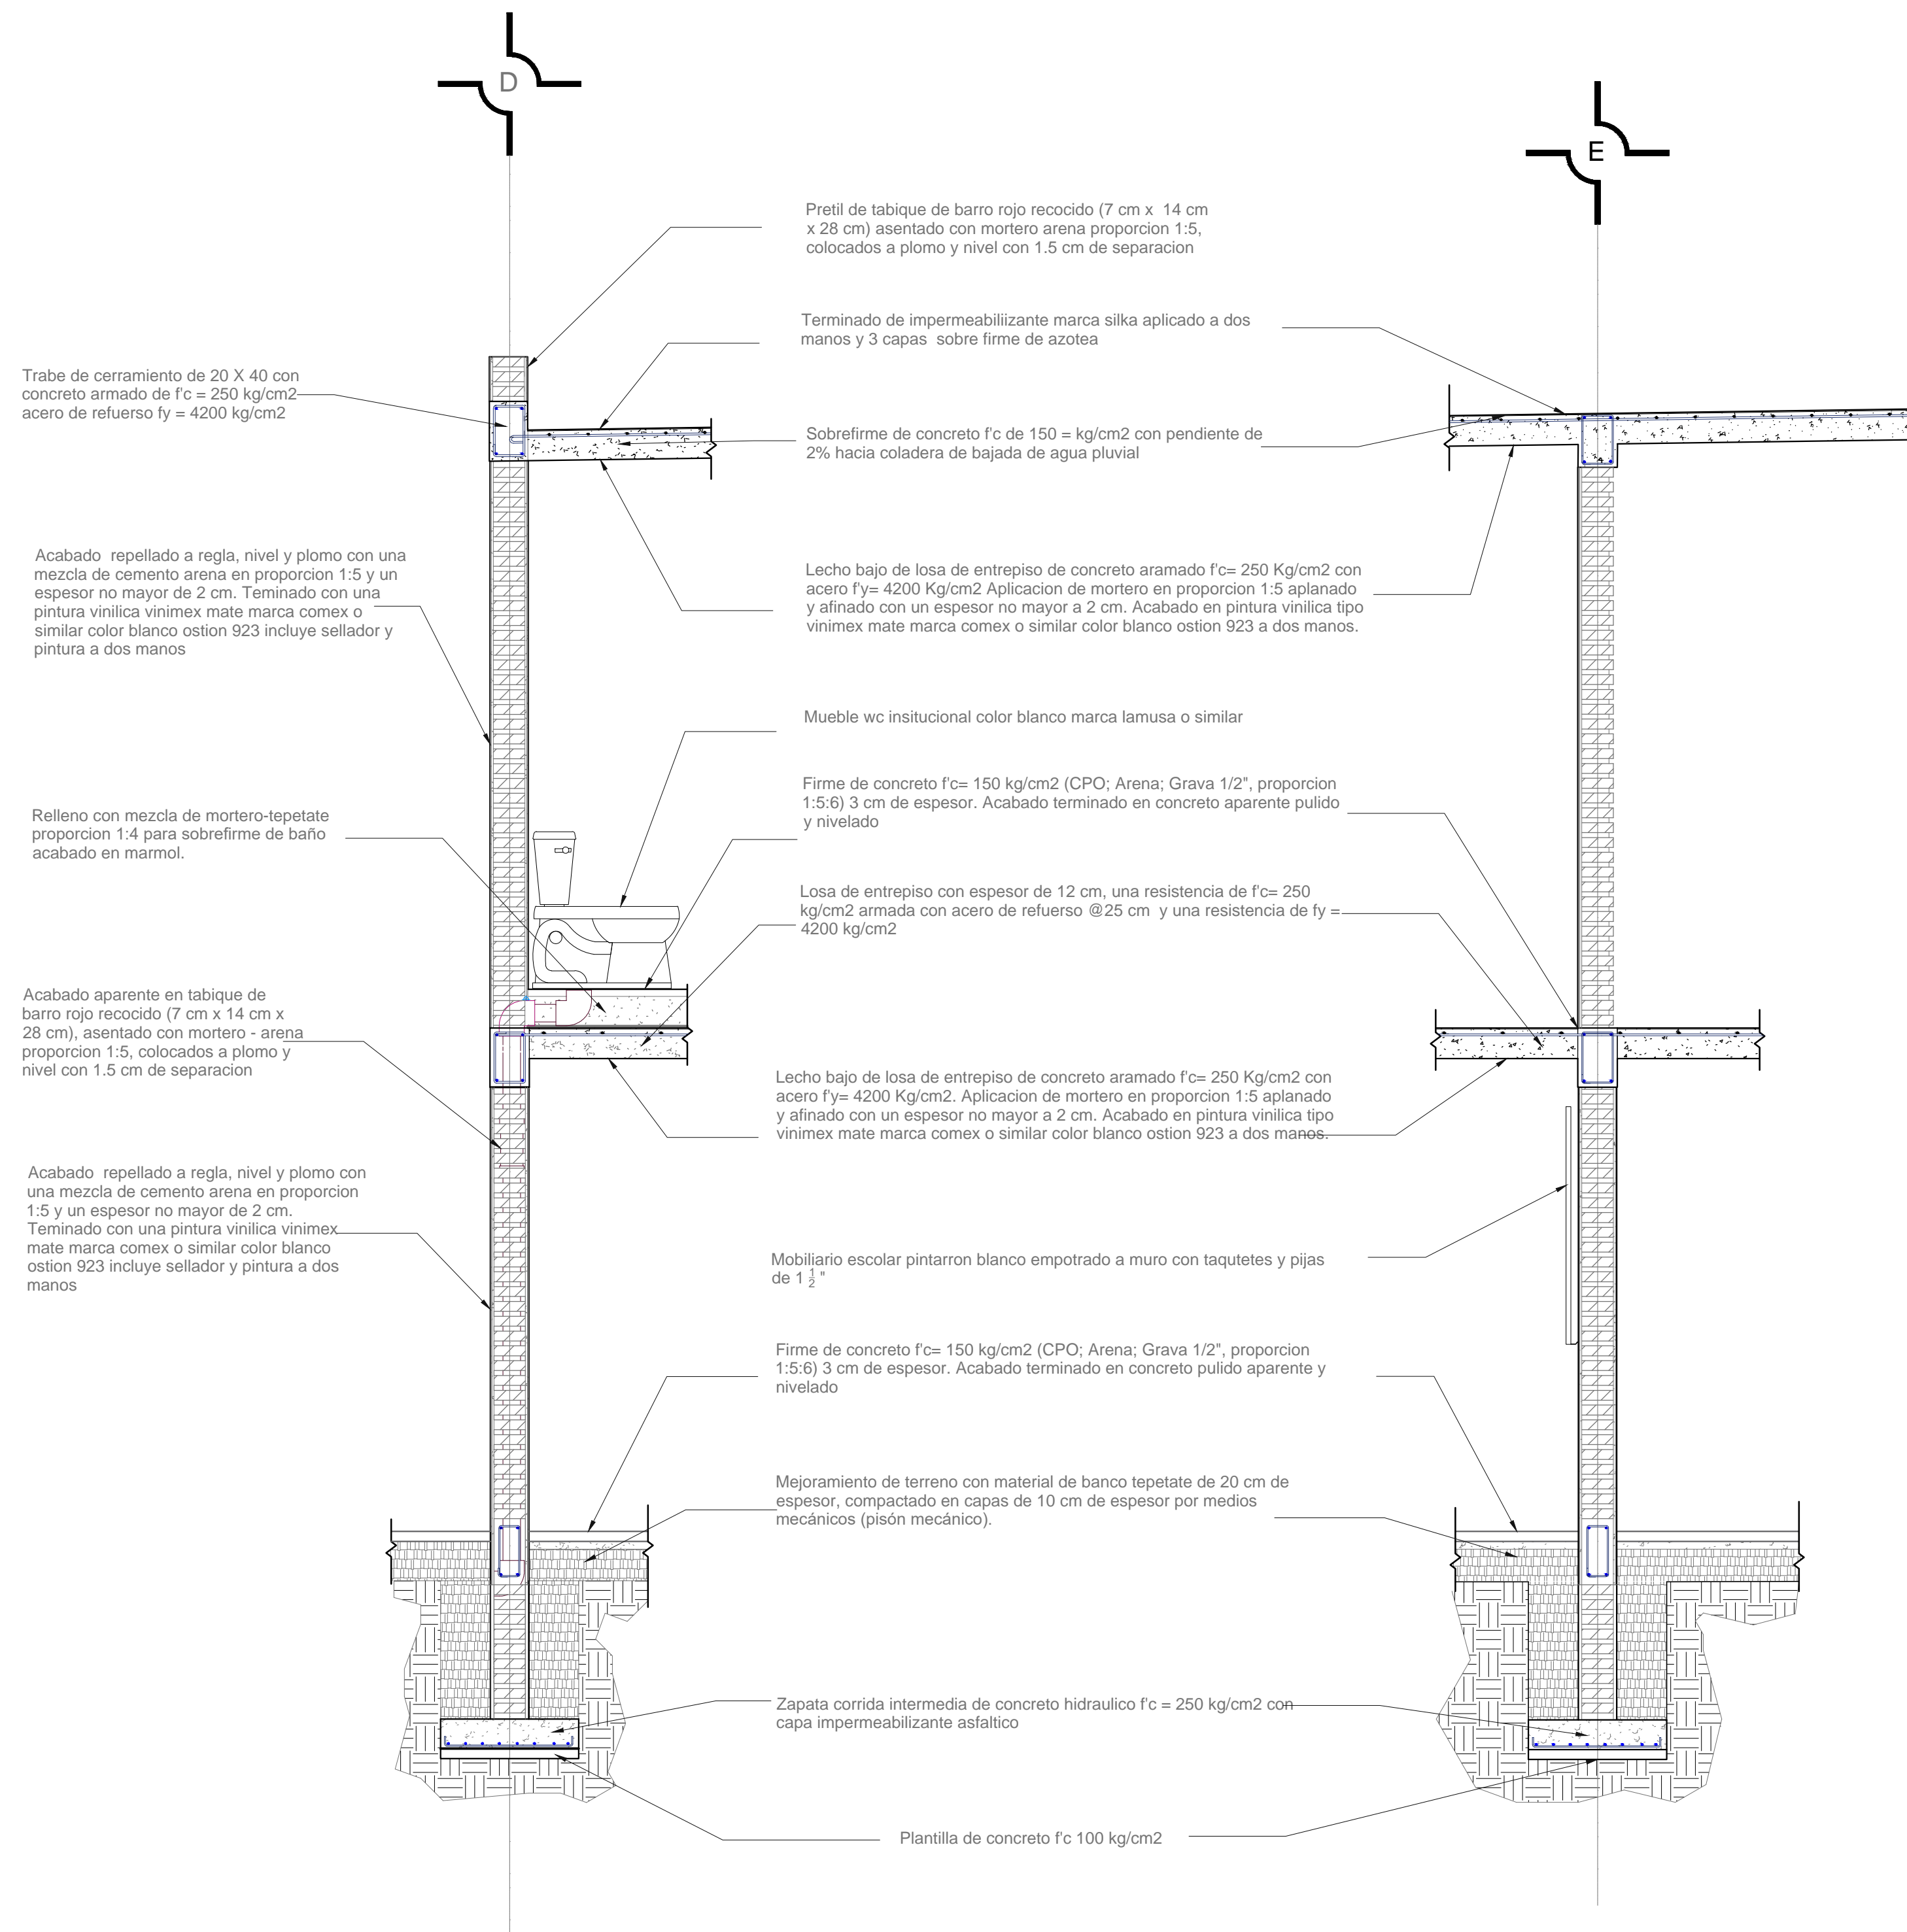 D
E
Pretil de tabique de barro rojo recocido (7 cm x  14 cm
x 28 cm) asentado con mortero arena proporcion 1:5,
colocados a plomo y nivel con 1.5 cm de separacion
Terminado de impermeabiliizante marca silka aplicado a dos
manos y 3 capas  sobre firme de azotea
Trabe de cerramiento de 20 X 40 con
concreto armado de f'c = 250 kg/cm2
acero de refuerso fy = 4200 kg/cm2
Sobrefirme de concreto f'c de 150 = kg/cm2 con pendiente de
2% hacia coladera de bajada de agua pluvial
Acabado  repellado a regla, nivel y plomo con una
mezcla de cemento arena en proporcion 1:5 y un
espesor no mayor de 2 cm. Teminado con una
pintura vinilica vinimex mate marca comex o
similar color blanco ostion 923 incluye sellador y
pintura a dos manos
Lecho bajo de losa de entrepiso de concreto aramado f'c= 250 Kg/cm2 con
acero f'y= 4200 Kg/cm2 Aplicacion de mortero en proporcion 1:5 aplanado
y afinado con un espesor no mayor a 2 cm. Acabado en pintura vinilica tipo
vinimex mate marca comex o similar color blanco ostion 923 a dos manos.
Mueble wc insitucional color blanco marca lamusa o similar
Firme de concreto f'c= 150 kg/cm2 (CPO; Arena; Grava 1/2", proporcion
1:5:6) 3 cm de espesor. Acabado terminado en concreto aparente pulido
y nivelado
Relleno con mezcla de mortero-tepetate
proporcion 1:4 para sobrefirme de baño
acabado en marmol.
Losa de entrepiso con espesor de 12 cm, una resistencia de f'c= 250
kg/cm2 armada con acero de refuerso @25 cm  y una resistencia de fy =
4200 kg/cm2
Acabado aparente en tabique de
barro rojo recocido (7 cm x 14 cm x
28 cm), asentado con mortero - arena
proporcion 1:5, colocados a plomo y
nivel con 1.5 cm de separacion
Lecho bajo de losa de entrepiso de concreto aramado f'c= 250 Kg/cm2 con
acero f'y= 4200 Kg/cm2. Aplicacion de mortero en proporcion 1:5 aplanado
y afinado con un espesor no mayor a 2 cm. Acabado en pintura vinilica tipo
vinimex mate marca comex o similar color blanco ostion 923 a dos manos.
Acabado  repellado a regla, nivel y plomo con
una mezcla de cemento arena en proporcion
1:5 y un espesor no mayor de 2 cm.
Teminado con una pintura vinilica vinimex
mate marca comex o similar color blanco
ostion 923 incluye sellador y pintura a dos
manos
Mobiliario escolar pintarron blanco empotrado a muro con taqutetes y pijas
de 1 1/2 "
Firme de concreto f'c= 150 kg/cm2 (CPO; Arena; Grava 1/2", proporcion
1:5:6) 3 cm de espesor. Acabado terminado en concreto pulido aparente y
nivelado
Mejoramiento de terreno con material de banco tepetate de 20 cm de
espesor, compactado en capas de 10 cm de espesor por medios
mecánicos (pisón mecánico).
Zapata corrida intermedia de concreto hidraulico f'c = 250 kg/cm2 con
capa impermeabilizante asfaltico
Plantilla de concreto f'c 100 kg/cm2